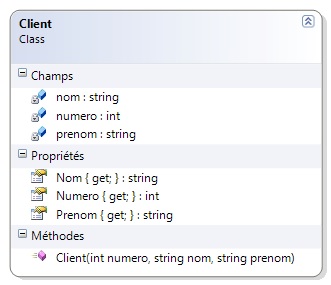 Client
Class
Champs
nom : string
numero : int
prenom : string
Propriétés
Nom { get; } : string
Numero { get; } : int
Prenom { get; } : string
Méthodes
Client(int numero, string nom, string prenom)